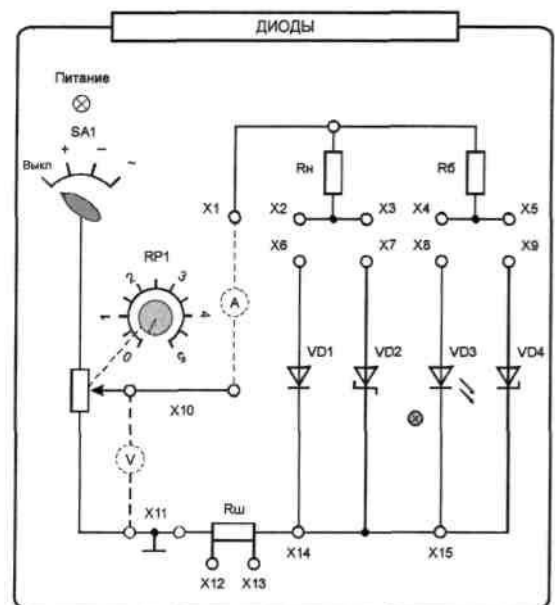 ДИОДЫ
Питание
SA1
Выкл + − ~
Rн Rб
X1 X2 X3 X4 X5
X6 X7 X8 X9
RP1
0 1 2 3 4 5
A
VD1 VD2 VD3 VD4
X10
V
X11 Rш
X14 X15
X12 X13